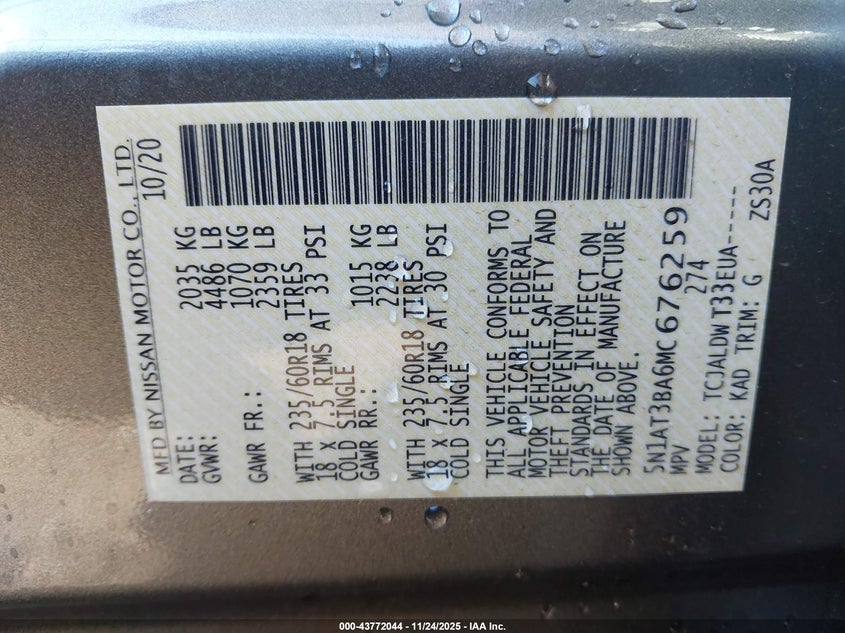 MFD BY NISSAN MOTOR CO., LTD.
DATE: 10/20
GVWR: 2035 KG
4486 LB
GAWR FR.: 1070 KG
2359 LB
WITH 235/60R18 TIRES
18 X 7.5 RIMS AT 33 PSI
COLD SINGLE
GAWR RR.: 1015 KG
2238 LB
WITH 235/60R18 TIRES
18 X 7.5 RIMS AT 30 PSI
COLD SINGLE
THIS VEHICLE CONFORMS TO
ALL APPLICABLE FEDERAL
MOTOR VEHICLE SAFETY AND
THEFT PREVENTION
STANDARDS IN EFFECT ON
THE DATE OF MANUFACTURE
SHOWN ABOVE.
5N1AT3BA6MC676259
MPV 274
MODEL: TCJALDWT33EUA-----
COLOR: KAD TRIM: G ZS30A
000-43772044 - 11/24/2025 - IAA Inc.